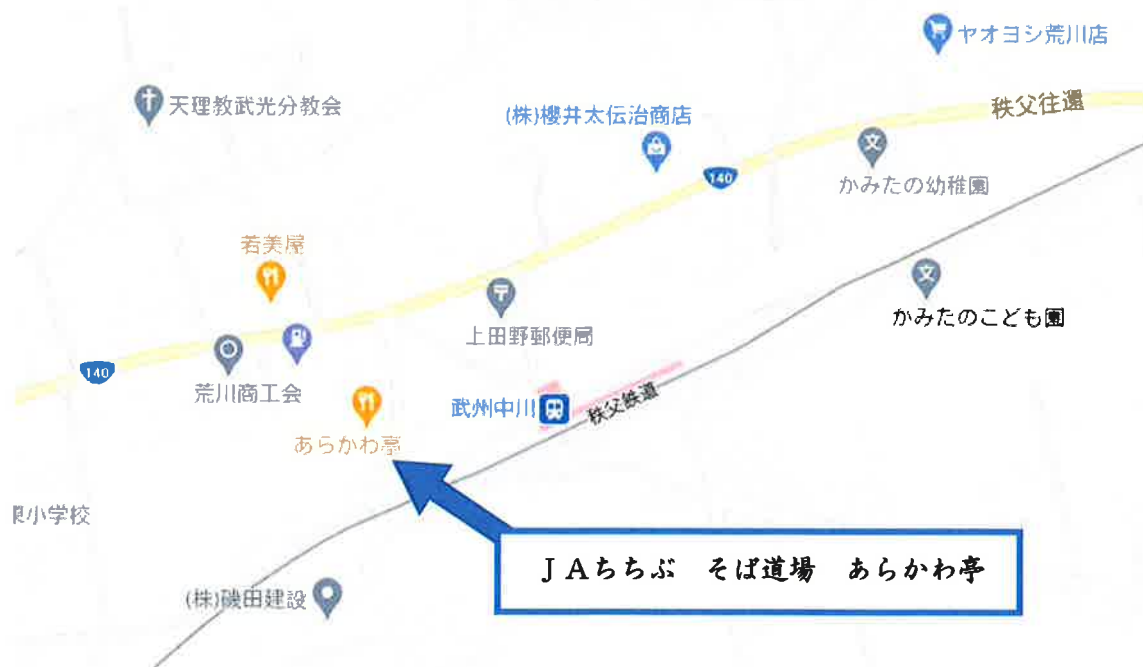 ヤオヨシ荒川店
天理教武光分教会
秩父往還
(株)櫻井太伝治商店
140
かみたの幼稚園
若美屋
上田野郵便局
かみたのこども園
140
荒川商工会
武州中川
秩父鉄道
あらかわ亭
小学校
JAちちぶ そば道場 あらかわ亭
(株)磯田建設